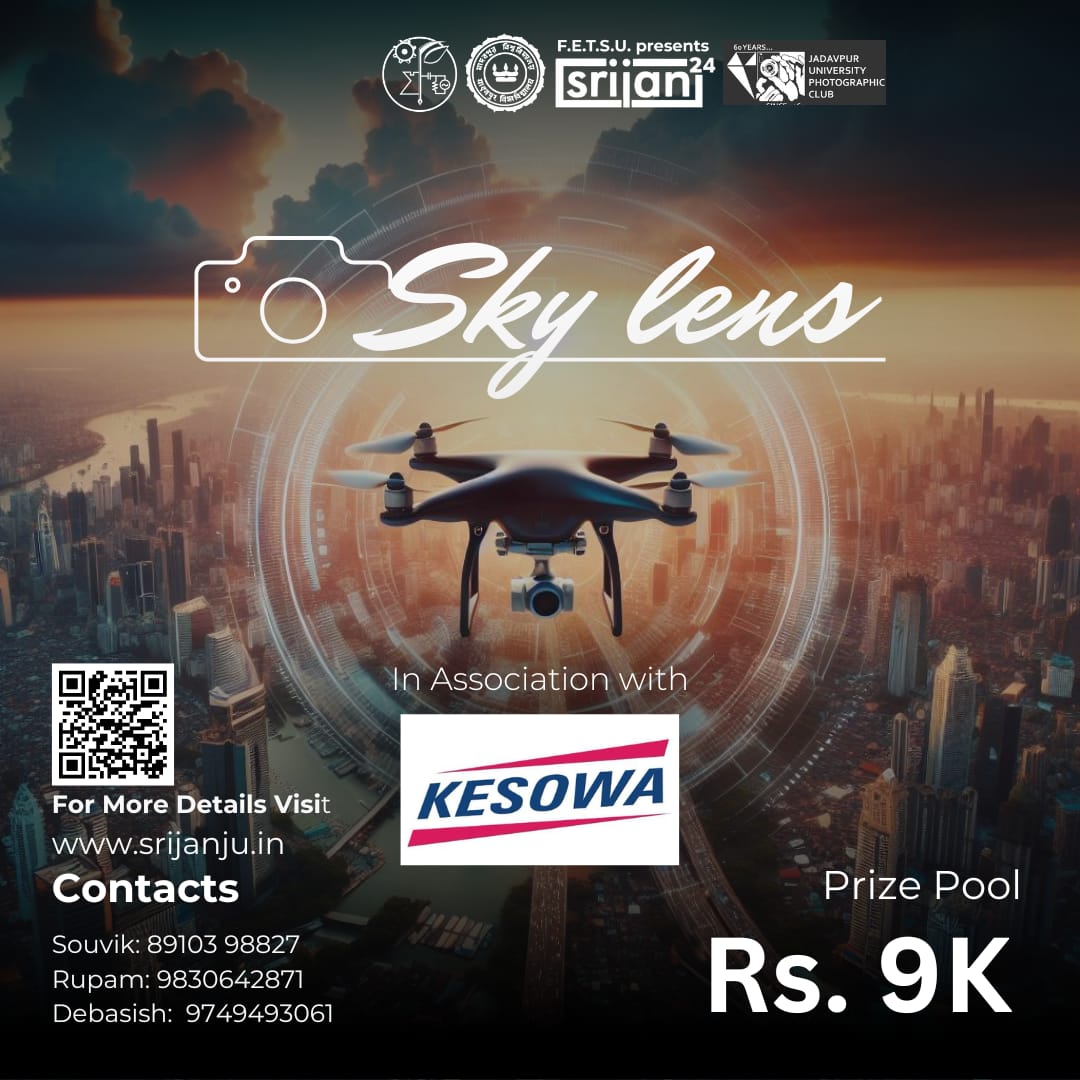 F.E.T.S.U. presents
srijan 24
60 YEARS...
JADAVPUR
UNIVERSITY
PHOTOGRAPHIC
CLUB
Sky lens
In Association with
KESOWA
For More Details Visit
www.srijanju.in
Contacts
Souvik: 89103 98827
Rupam: 9830642871
Debasish: 9749493061
Prize Pool
Rs. 9K